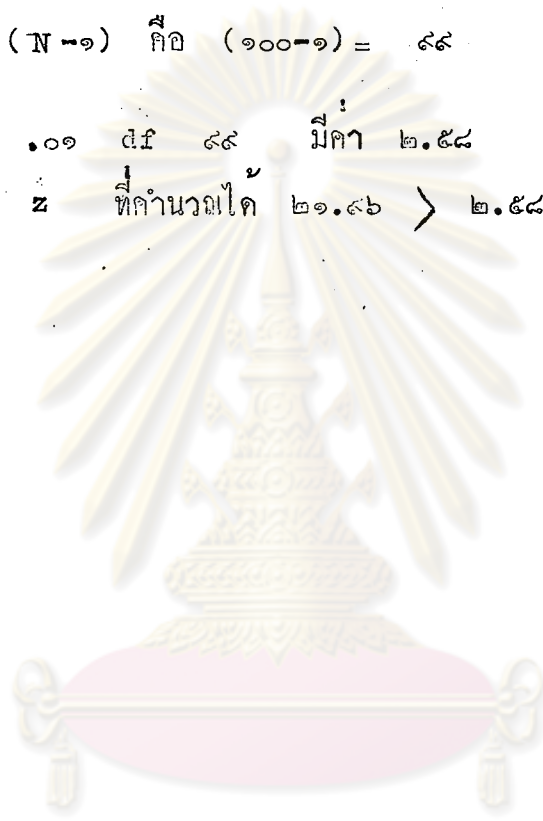 (N-๑) คือ (๑๐๐-๑) = ๙๙
.๐๑ df ๙๙ มีค่า ๒.๕๘
z ที่คำนวณได้ ๒๑.๙๖ > ๒.๕๘